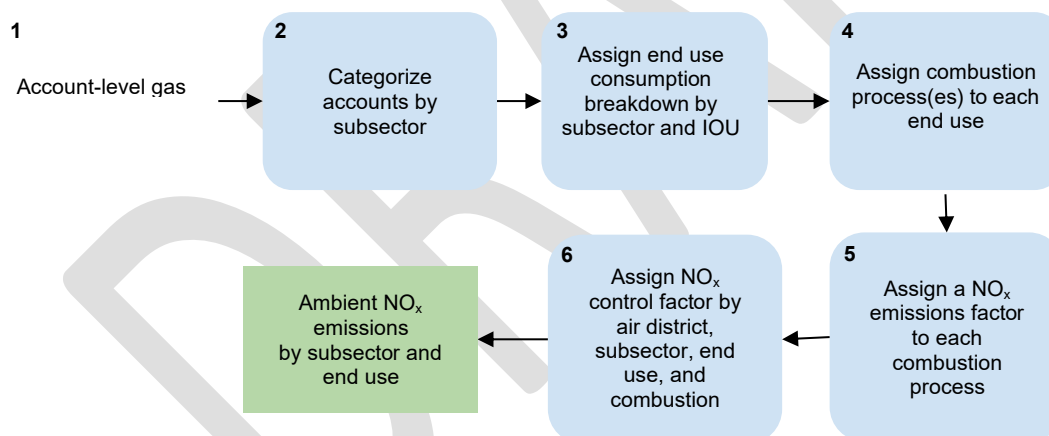 1
Account-level gas
2
Categorize
accounts by
subsector
3
Assign end use
consumption
breakdown by
subsector and IOU
4
Assign combustion
process(es) to each
end use
5
Assign a NOₓ
emissions factor
to each
combustion
process
6
Assign NOₓ
control factor by
air district,
subsector, end
use, and
combustion
Ambient NOₓ
emissions
by subsector and
end use